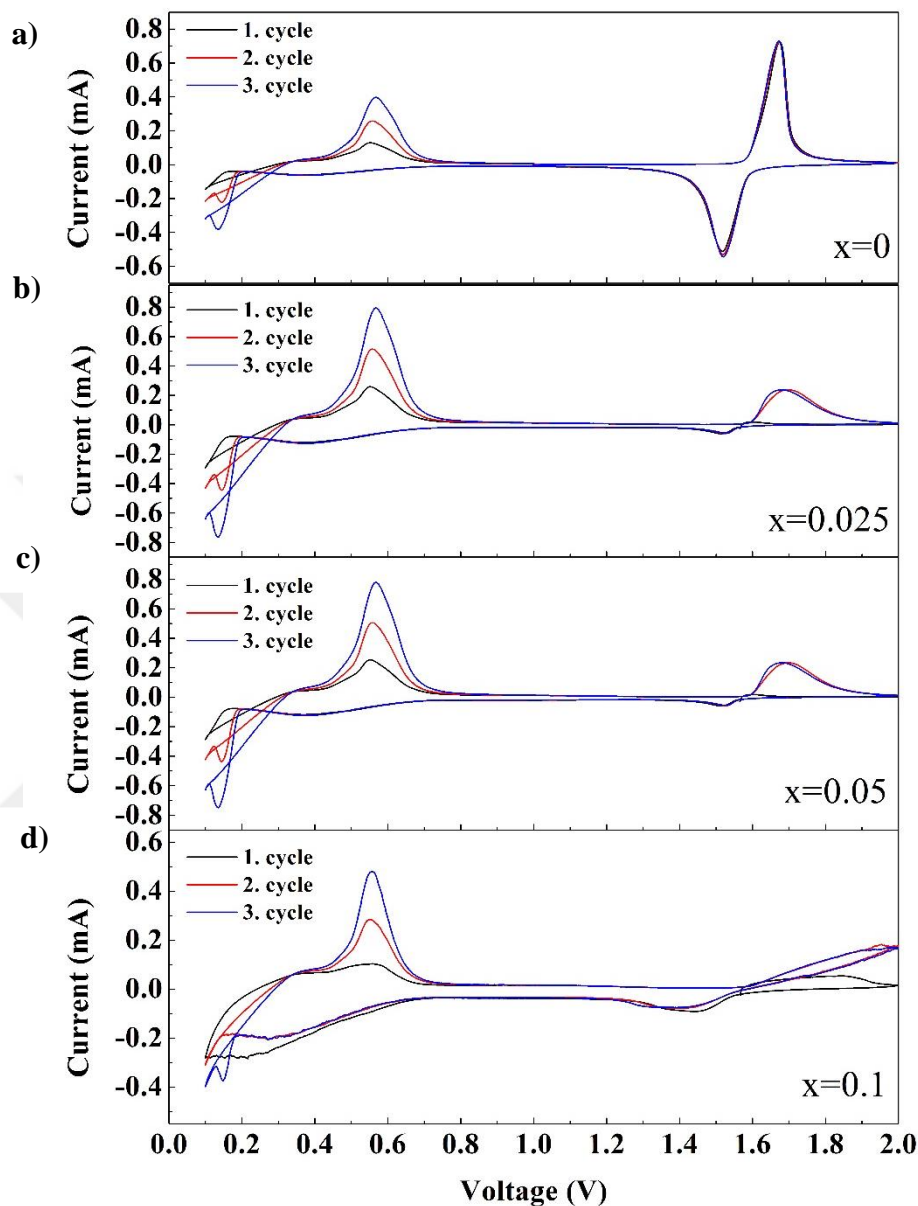 a)
0.8
0.6
0.4
0.2
0.0
-0.2
-0.4
-0.6
Current (mA)
1. cycle
2. cycle
3. cycle
x=0
b)
0.8
0.6
0.4
0.2
0.0
-0.2
-0.4
-0.6
-0.8
Current (mA)
1. cycle
2. cycle
3. cycle
x=0.025
c)
0.8
0.6
0.4
0.2
0.0
-0.2
-0.4
-0.6
-0.8
Current (mA)
1. cycle
2. cycle
3. cycle
x=0.05
d)
0.6
0.4
0.2
0.0
-0.2
-0.4
Current (mA)
1. cycle
2. cycle
3. cycle
x=0.1
0.0 0.2 0.4 0.6 0.8 1.0 1.2 1.4 1.6 1.8 2.0
Voltage (V)